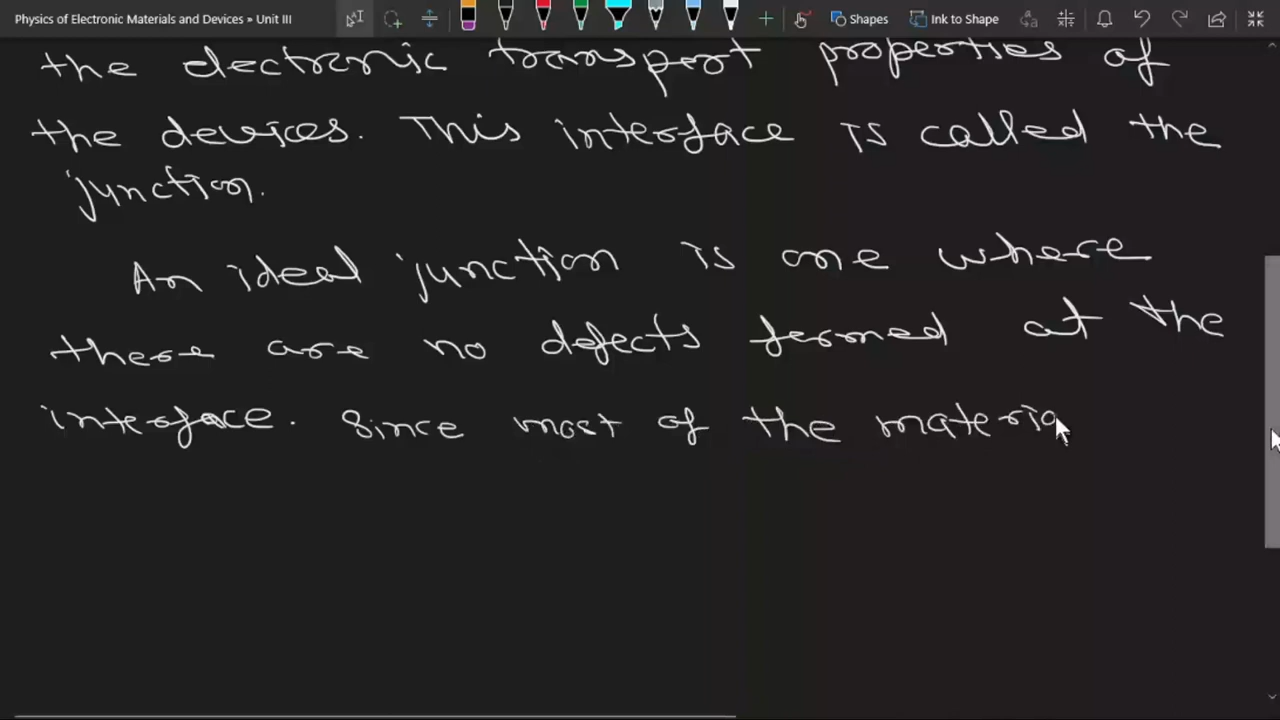 Physics of Electronic Materials and Devices » Unit III
Shapes
Ink to Shape
the electronic transport properties of
the devices. This interface is called the
junction.
An ideal junction is one where
there are no defects formed at the
interface. Since most of the materia